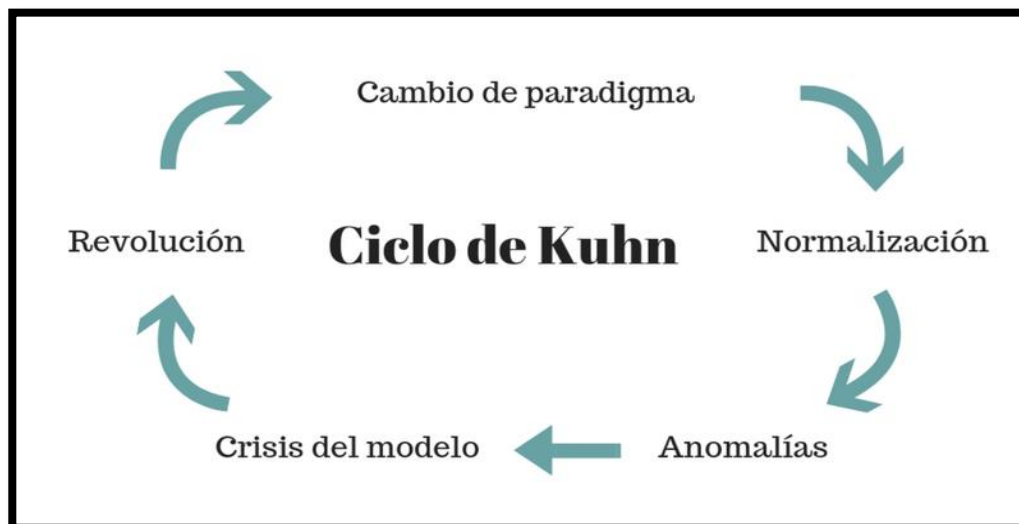 Cambio de paradigma
Revolución
Ciclo de Kuhn
Normalización
Crisis del modelo
Anomalías